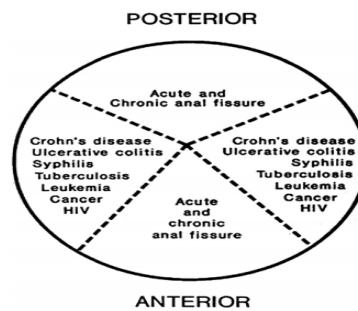 POSTERIOR
Acute and
Chronic anal fissure
Crohn's disease
Ulcerative colitis
Syphilis
Tuberculosis
Leukemia
Cancer
HIV
Acute
and
chronic
anal fissure
Crohn's disease
Ulcerative colitis
Syphilis
Tuberculosis
Leukemia
Cancer
HIV
ANTERIOR